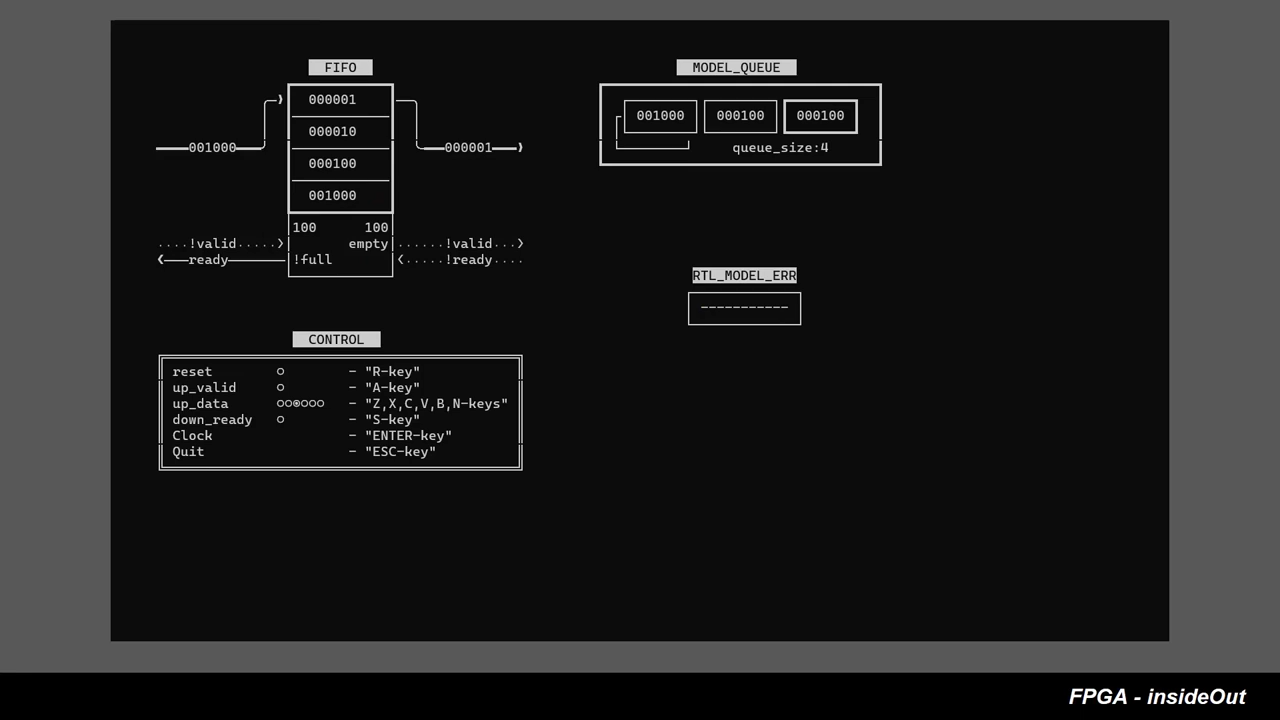 FIFO
000001
000010
001000
000001
000100
001000
100 100
!valid empty !valid
ready !full !ready
MODEL_QUEUE
001000 000100 000100
queue_size:4
RTL_MODEL_ERR
-----------
CONTROL
reset - "R-key"
up_valid - "A-key"
up_data - "Z,X,C,V,B,N-keys"
down_ready - "S-key"
Clock - "ENTER-key"
Quit - "ESC-key"
FPGA - insideOut